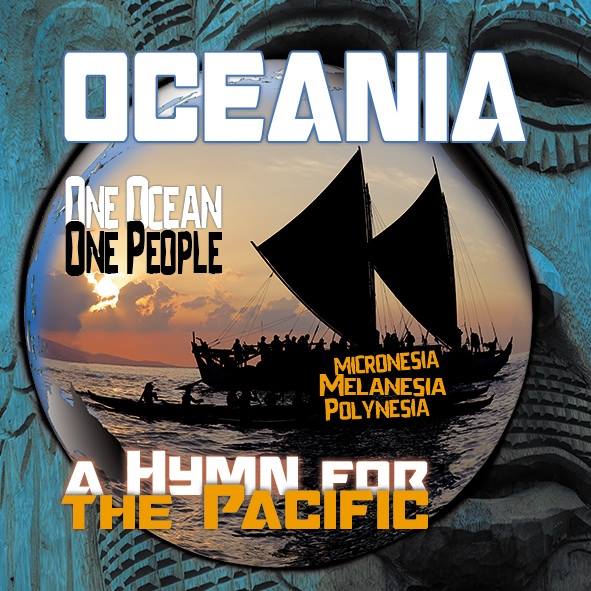 OCEANIA
ONE OCEAN
ONE PEOPLE
MICRONESIA
MELANESIA
POLYNESIA
A HYMN FOR
THE PACIFIC